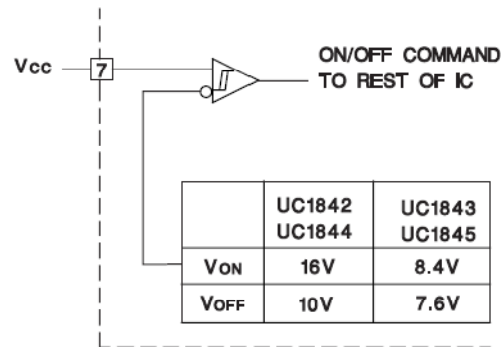 Vcc
7
ON/OFF COMMAND
TO REST OF IC
UC1842 UC1843
UC1844 UC1845
VON 16V 8.4V
VOFF 10V 7.6V